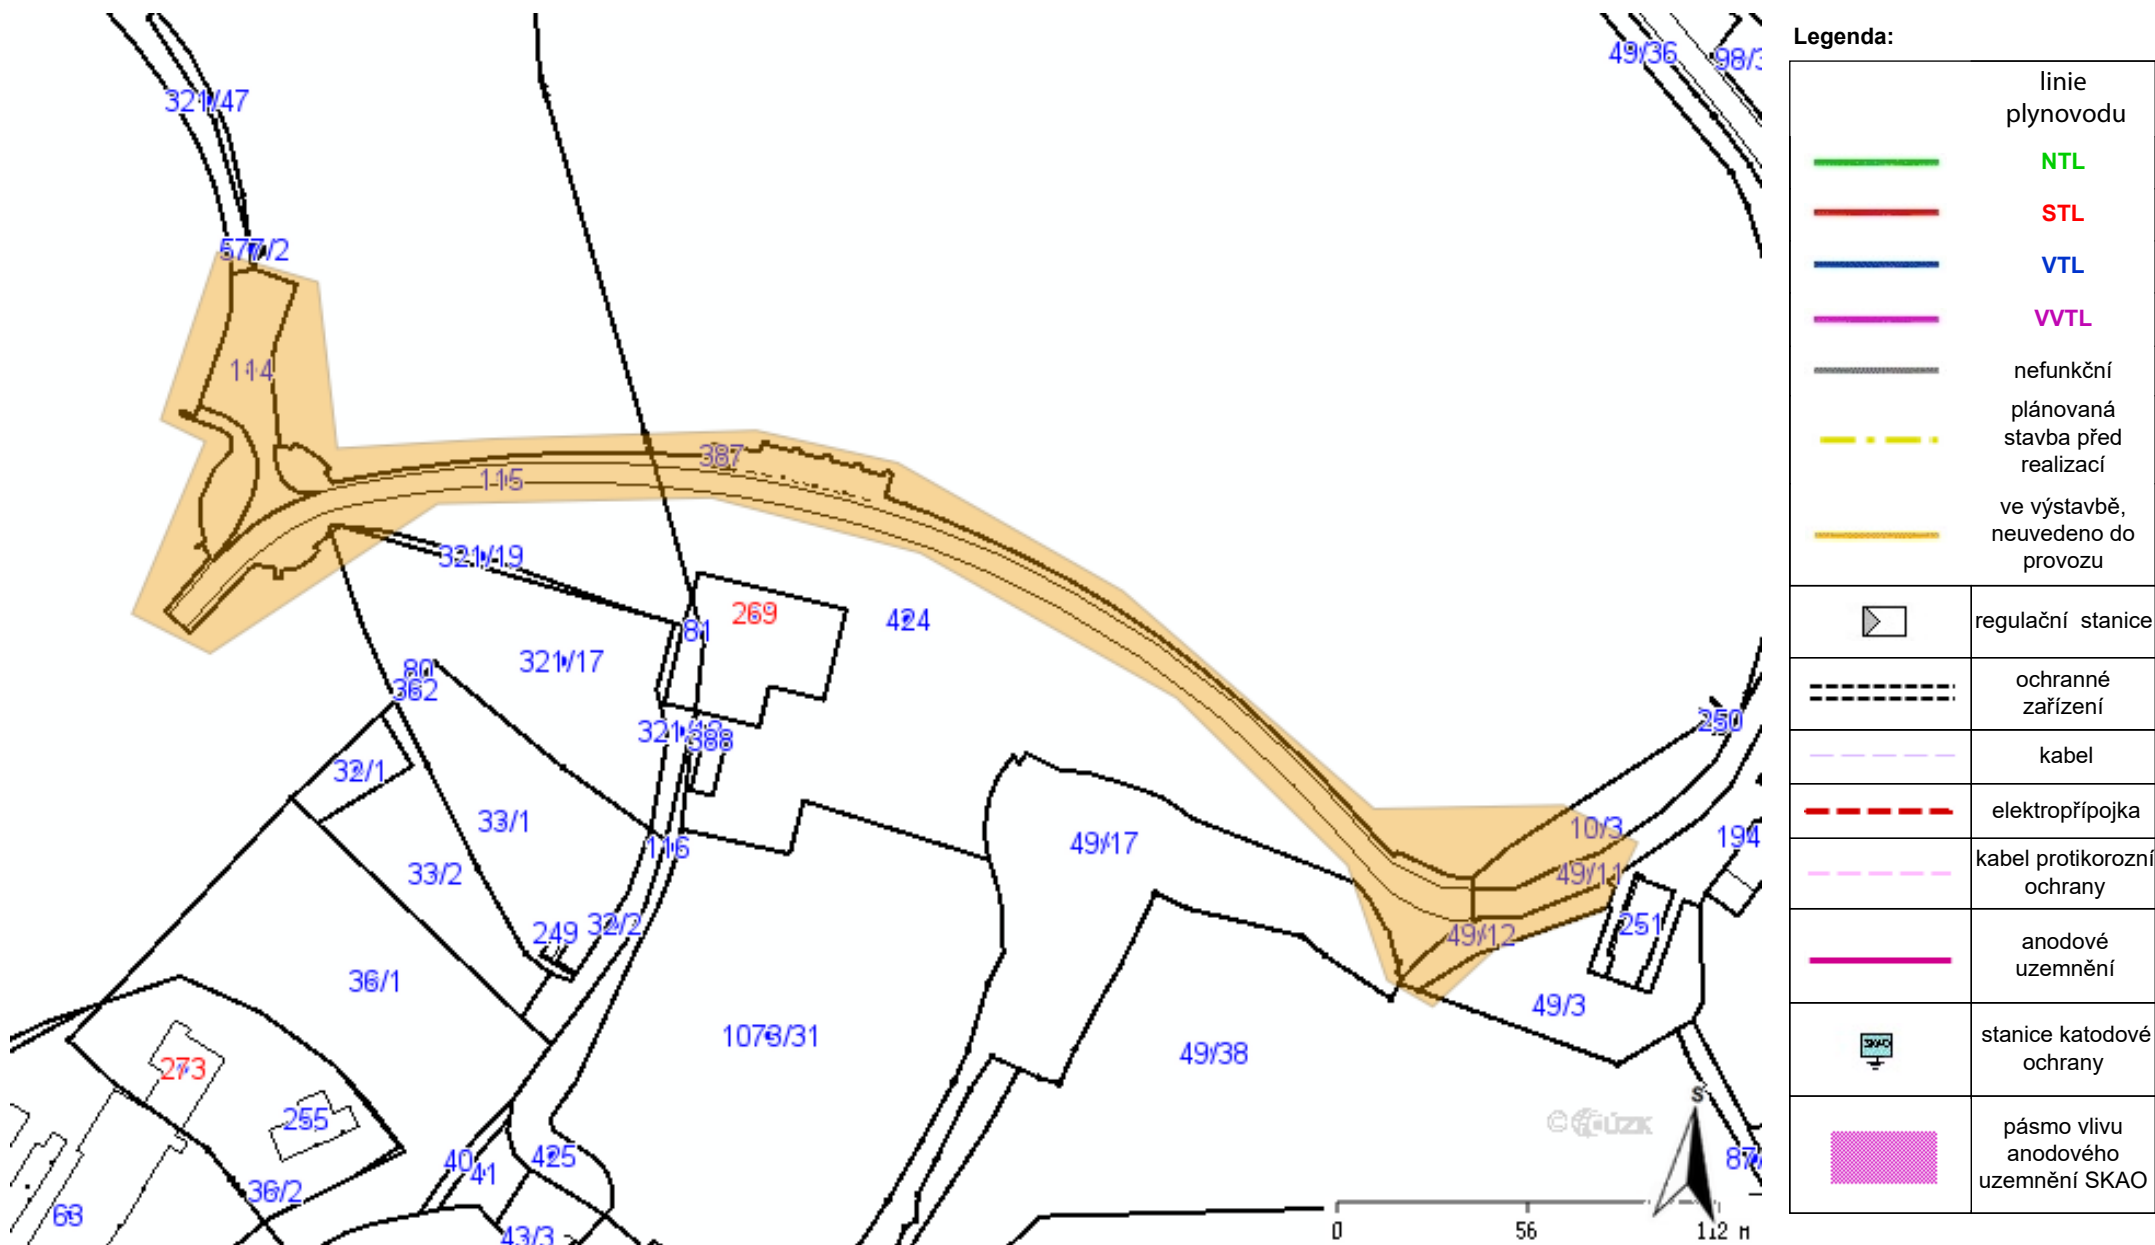 321/47
49/36
98/3
577/2
114
387
115
321/19
269
424
81
321/17
80
362
388
250
32/1
10/3
33/1
194
49/17
116
33/2
49/11
32/2
249
251
49/12
36/1
49/3
1073/31
49/38
273
255
425
40
41
87/
36/2
63
43/3
© ČÚZK
S
0
56
112 m
Legenda:
linie
plynovodu
NTL
STL
VTL
VVTL
nefunkční
plánovaná
stavba před
realizací
ve výstavbě,
neuvedeno do
provozu
regulační stanice
ochranné
zařízení
kabel
elektropřípojka
kabel protikorozní
ochrany
anodové
uzemnění
SKAO
stanice katodové
ochrany
pásmo vlivu
anodového
uzemnění SKAO